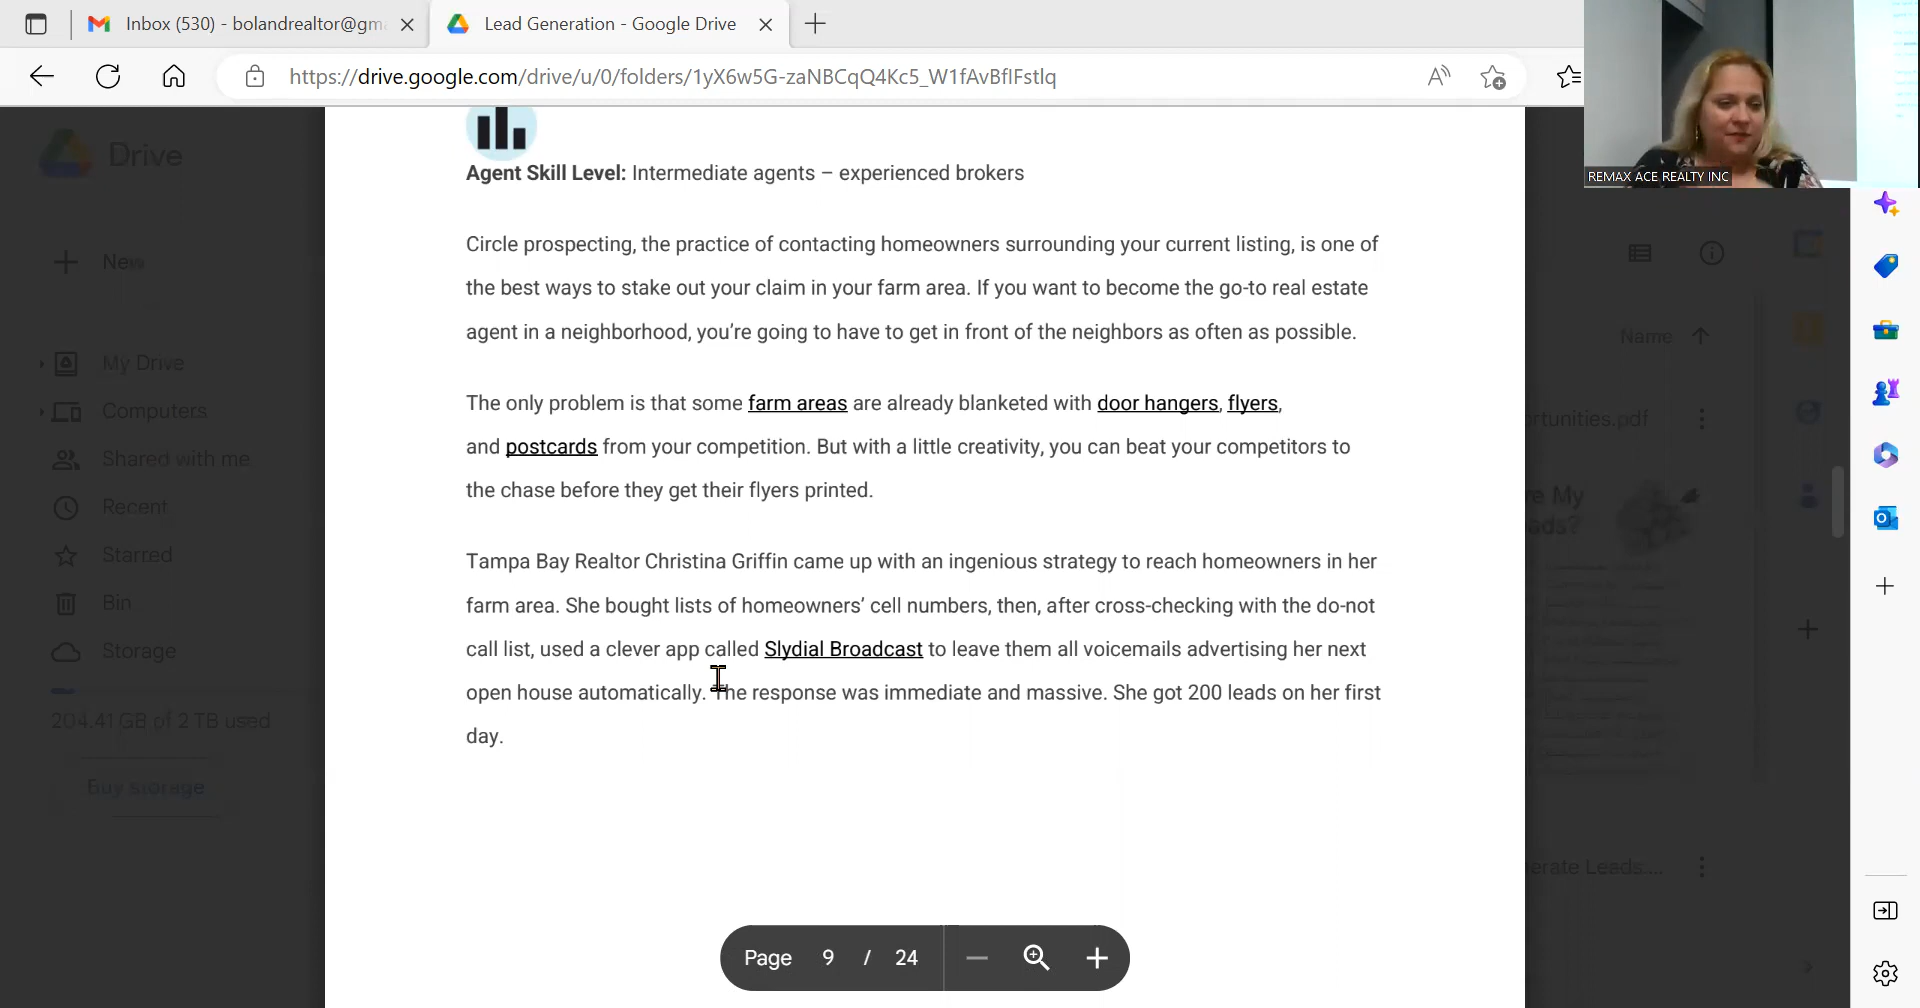 Inbox (530) - bolandrealtor@gm
Lead Generation - Google Drive
https://drive.google.com/drive/u/0/folders/1yX6w5G-zaNBCqQ4Kc5_W1fAvBfIFstlq
REMAX ACE REALTY INC
Drive
New
My Drive
Computers
Shared with me
Recent
Starred
Bin
Storage
204.41 GB of 2 TB used
Buy storage
Agent Skill Level: Intermediate agents – experienced brokers
Circle prospecting, the practice of contacting homeowners surrounding your current listing, is one of
the best ways to stake out your claim in your farm area. If you want to become the go-to real estate
agent in a neighborhood, you’re going to have to get in front of the neighbors as often as possible.
The only problem is that some farm areas are already blanketed with door hangers, flyers,
and postcards from your competition. But with a little creativity, you can beat your competitors to
the chase before they get their flyers printed.
Tampa Bay Realtor Christina Griffin came up with an ingenious strategy to reach homeowners in her
farm area. She bought lists of homeowners’ cell numbers, then, after cross-checking with the do-not
call list, used a clever app called Slydial Broadcast to leave them all voicemails advertising her next
open house automatically. The response was immediate and massive. She got 200 leads on her first
day.
Name
rtunities.pdf
re My
ads?
erate Leads....
Page 9 / 24